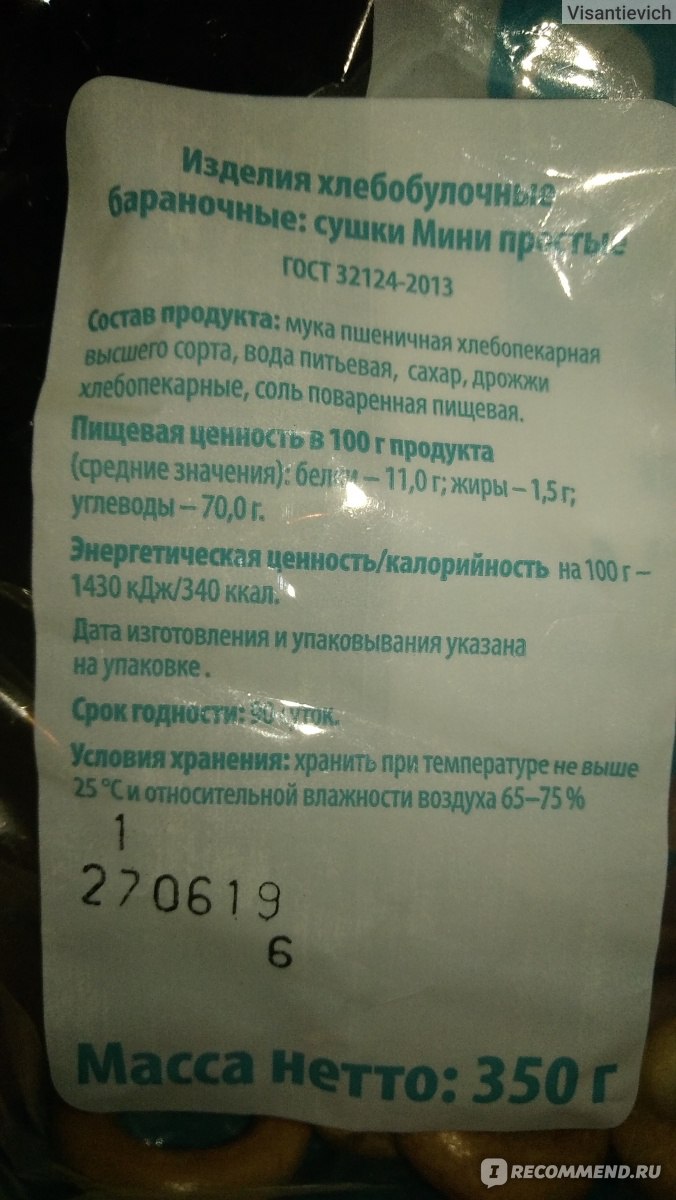 Visantievich
Изделия хлебобулочные
бараночные: сушки Мини простые
ГОСТ 32124-2013
Состав продукта: мука пшеничная хлебопекарная
высшего сорта, вода питьевая, сахар, дрожжи
хлебопекарные, соль поваренная пищевая.
Пищевая ценность в 100 г продукта
(средние значения): белки – 11,0 г; жиры – 1,5 г;
углеводы – 70,0 г.
Энергетическая ценность/калорийность на 100 г –
1430 кДж/340 ккал.
Дата изготовления и упаковывания указана
на упаковке.
Срок годности: 90 суток.
Условия хранения: хранить при температуре не выше
25 °C и относительной влажности воздуха 65–75 %
1
270619
6
Масса нетто: 350 г
IRECOMMEND.RU